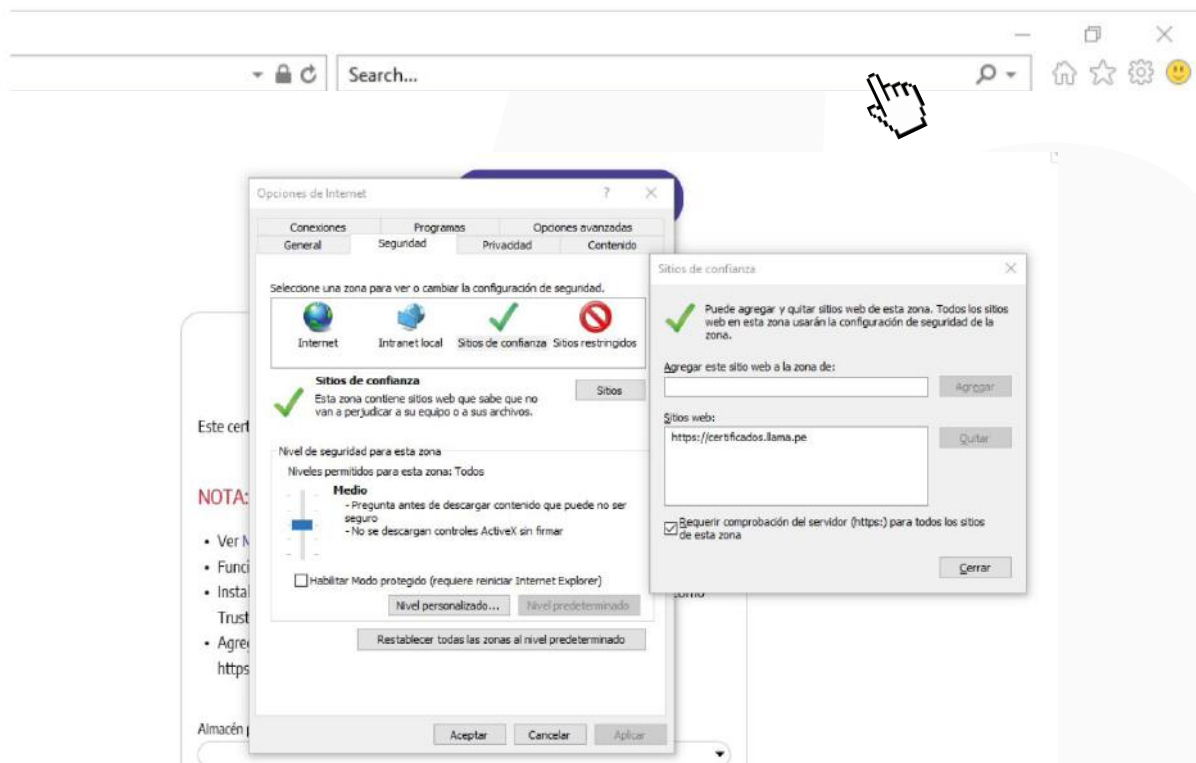 Search...
Opciones de Internet
Conexiones Programas Opciones avanzadas
General Seguridad Privacidad Contenido
Seleccione una zona para ver o cambiar la configuración de seguridad.
Internet Intranet local Sitios de confianza Sitios restringidos
Sitios de confianza
Esta zona contiene sitios web que sabe que no
van a perjudicar a su equipo o a sus archivos.
Sitios
Nivel de seguridad para esta zona
Niveles permitidos para esta zona: Todos
Medio
- Pregunta antes de descargar contenido que puede no ser
seguro
- No se descargan controles ActiveX sin firmar
Habilitar Modo protegido (requiere reiniciar Internet Explorer)
Nivel personalizado... Nivel predeterminado
Restablecer todas las zonas al nivel predeterminado
Aceptar Cancelar Aplicar
Sitios de confianza
Puede agregar y quitar sitios web de esta zona. Todos los sitios
web en esta zona usarán la configuración de seguridad de la
zona.
Agregar este sitio web a la zona de:
Agregar
Sitios web:
https://certificados.llama.pe
Quitar
Requerir comprobación del servidor (https:) para todos los sitios
de esta zona
Cerrar
Este cert
NOTA:
• Ver
• Funci
• Instal
Trust
• Agre
https
Almacén